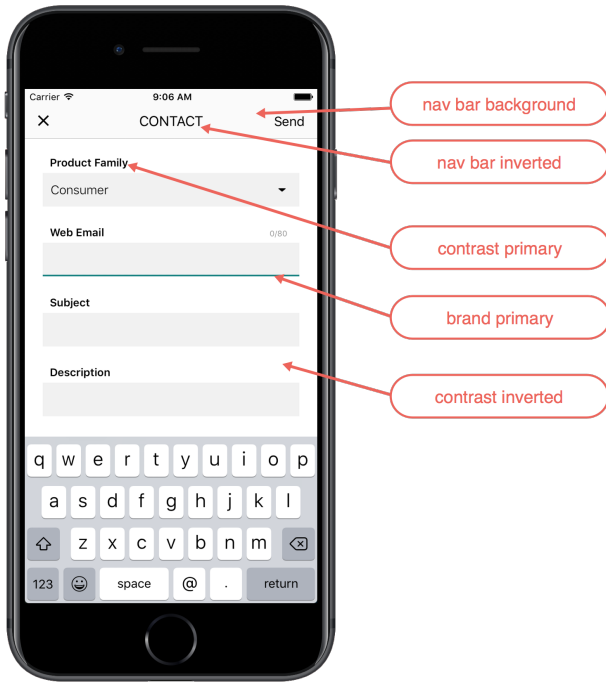 Carrier 9:06 AM
CONTACT Send
nav bar background
nav bar inverted
Product Family
Consumer
Web Email 0/80
contrast primary
Subject
brand primary
Description
contrast inverted
q w e r t y u i o p
a s d f g h j k l
z x c v b n m
123 space @ . return